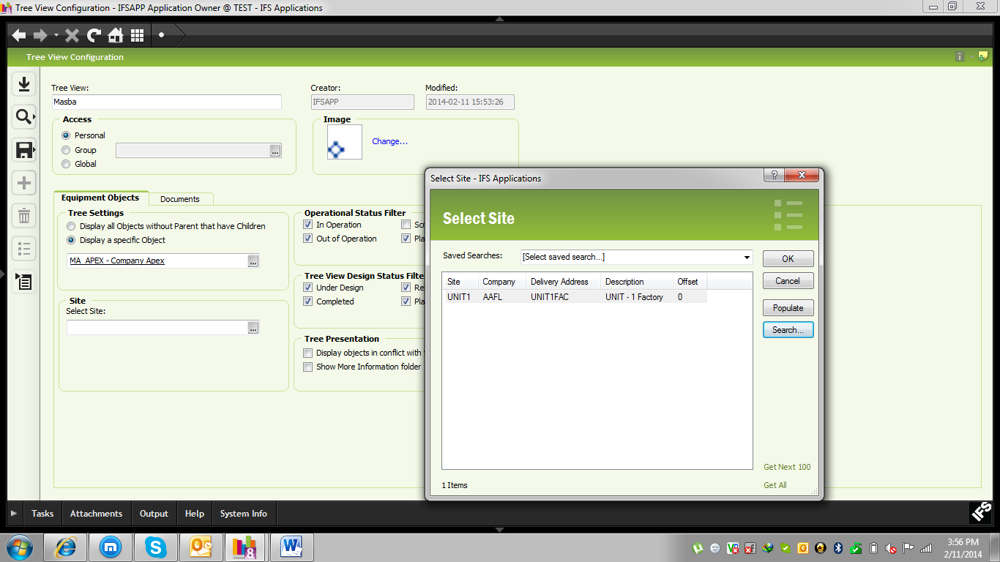 Tree View Configuration - IFSAPP Application Owner @ TEST - IFS Applications
Tree View Configuration
Tree View:
Creator:
Modified:
Masba
IFSAPP
2014-02-11 15:53:26
Access
Image
Personal
Group
...
Global
Change...
Select Site - IFS Applications
Select Site
Equipment Objects
Documents
Tree Settings
Display all Objects without Parent that have Children
Display a specific Object
MA_APEX - Company Apex
...
Site
Select Site:
...
Operational Status Filter
In Operation
Scr
Out of Operation
Pla
Tree View Design Status Filte
Under Design
Re
Completed
Pla
Tree Presentation
Display objects in conflict with
Show More Information folder
Saved Searches:
[Select saved search...]
OK
Cancel
Populate
Search...
Site Company Delivery Address Description Offset
UNIT1 AAFL UNIT1FAC UNIT - 1 Factory 0
Get Next 100
1 Items
Get All
Tasks
Attachments
Output
Help
System Info
IFS
3:56 PM
2/11/2014